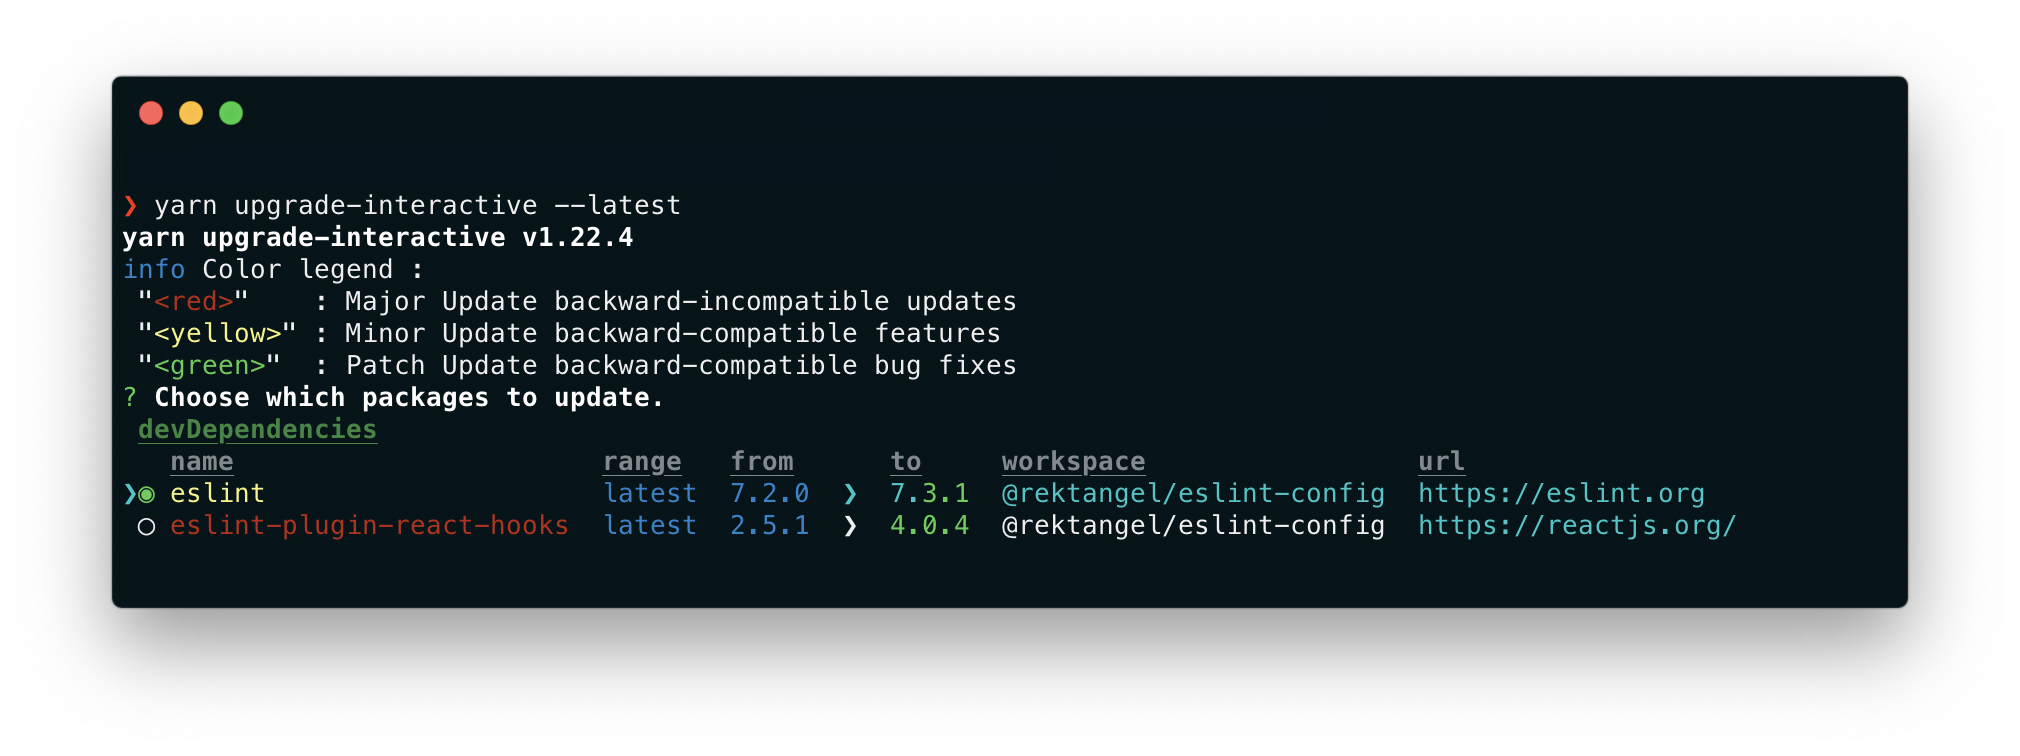 ❯ yarn upgrade-interactive --latest
yarn upgrade-interactive v1.22.4
info Color legend :
"<red>" : Major Update backward-incompatible updates
"<yellow>" : Minor Update backward-compatible features
"<green>" : Patch Update backward-compatible bug fixes
? Choose which packages to update.
devDependencies
name range from to workspace url
❯◉ eslint latest 7.2.0 ❯ 7.3.1 @rektangel/eslint-config https://eslint.org
◯ eslint-plugin-react-hooks latest 2.5.1 ❯ 4.0.4 @rektangel/eslint-config https://reactjs.org/